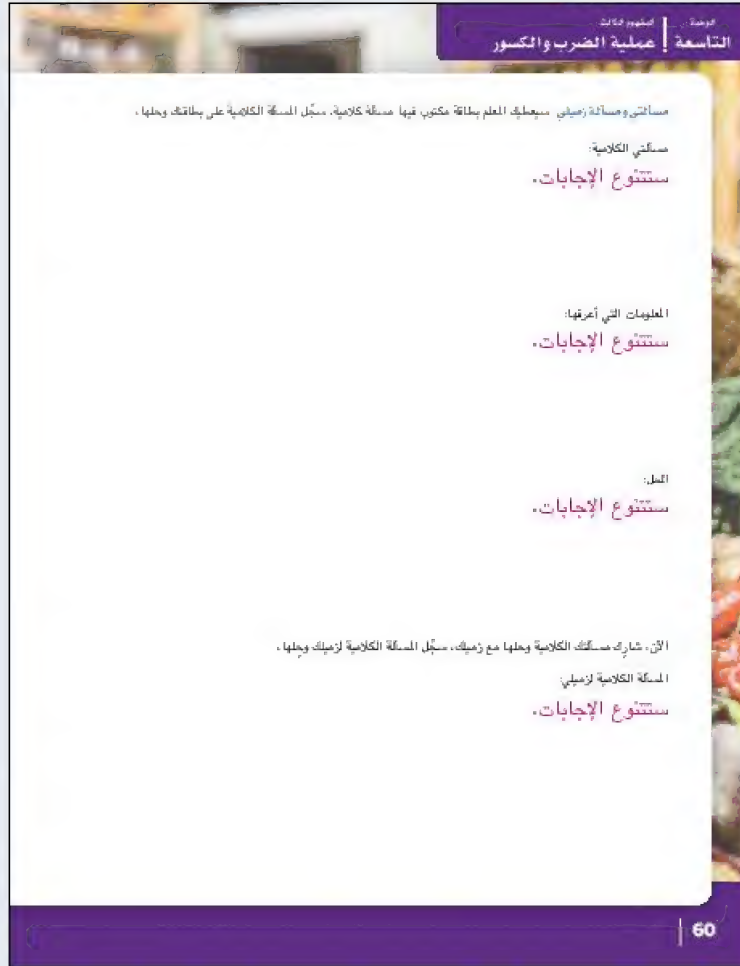 الوحدة
التاسعة
المفهوم الثالث
عملية الضرب والكسور
مسألتي ومسألة زميلي سيعطيك المعلم بطاقة مكتوب فيها مسألة كلامية. سجِّل المسألة الكلامية على بطاقتك وحلها.
مسألتي الكلامية:
ستتنوع الإجابات.
المعلومات التي أعرفها:
ستتنوع الإجابات.
الحل:
ستتنوع الإجابات.
الآن، شارِك مسألتك الكلامية وحلها مع زميلك. سجِّل المسألة الكلامية لزميلك وحلها.
المسألة الكلامية لزميلي:
ستتنوع الإجابات.
60